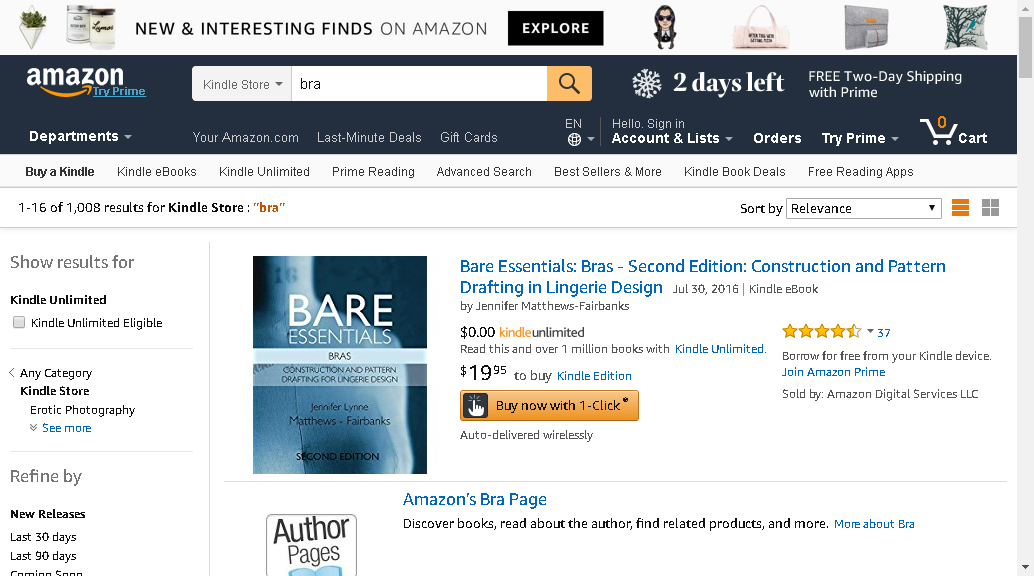 NEW & INTERESTING FINDS ON AMAZON EXPLORE
amazon
Try Prime
Kindle Store
bra
2 days left
FREE Two-Day Shipping
with Prime
Departments
Your Amazon.com
Last-Minute Deals
Gift Cards
EN
Hello. Sign in
Account & Lists
Orders
Try Prime
0
Cart
Buy a Kindle
Kindle eBooks
Kindle Unlimited
Prime Reading
Advanced Search
Best Sellers & More
Kindle Book Deals
Free Reading Apps
1-16 of 1,008 results for Kindle Store : "bra"
Sort by Relevance
Show results for
Kindle Unlimited
Kindle Unlimited Eligible
Any Category
Kindle Store
Erotic Photography
See more
Refine by
New Releases
Last 30 days
Last 90 days
Coming Soon
BARE
ESSENTIALS
BRAS
CONSTRUCTION AND PATTERN
DRAFTING FOR LINGERIE DESIGN
Jennifer Lynne
Matthews - Fairbanks
SECOND EDITION
Bare Essentials: Bras - Second Edition: Construction and Pattern
Drafting in Lingerie Design Jul 30, 2016 | Kindle eBook
by Jennifer Matthews-Fairbanks
$0.00 kindleunlimited
Read this and over 1 million books with Kindle Unlimited.
$19.95 to buy Kindle Edition
Buy now with 1-Click®
Auto-delivered wirelessly
37
Borrow for free from your Kindle device.
Join Amazon Prime
Sold by: Amazon Digital Services LLC
Author
Pages
Amazon's Bra Page
Discover books, read about the author, find related products, and more. More about Bra